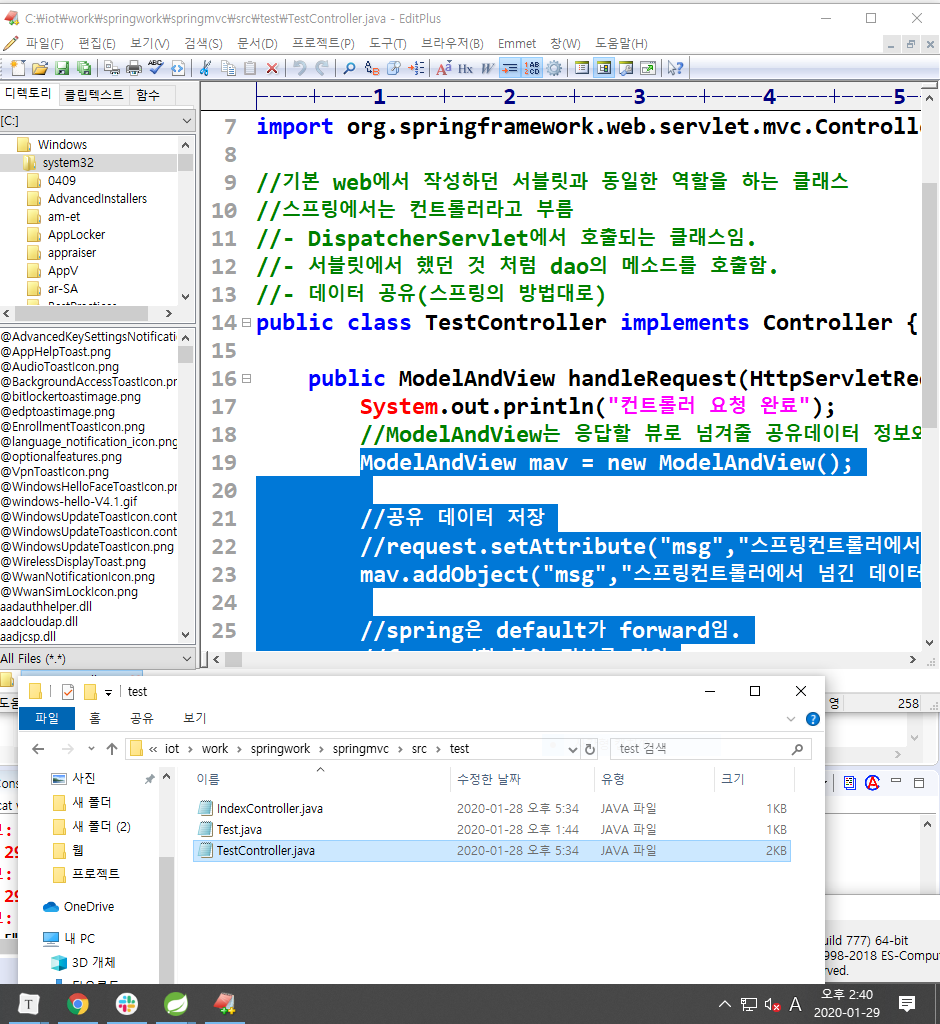 C:₩iot₩work₩springwork₩springmvc₩src₩test₩TestController.java - EditPlus
파일(F) 편집(E) 보기(V) 검색(S) 문서(D) 프로젝트(P) 도구(T) 브라우저(B) Emmet 창(W) 도움말(H)
디렉토리 클립텍스트 함수
[C:]
Windows
system32
0409
AdvancedInstallers
am-et
AppLocker
appraiser
AppV
ar-SA
@AdvancedKeySettingsNotificatio
@AppHelpToast.png
@AudioToastIcon.png
@BackgroundAccessToastIcon.pr
@bitlockertoastimage.png
@edptoastimage.png
@EnrollmentToastIcon.png
@language_notification_icon.png
@optionalfeatures.png
@VpnToastIcon.png
@WindowsHelloFaceToastIcon.pr
@windows-hello-V4.1.gif
@WindowsUpdateToastIcon.cont
@WindowsUpdateToastIcon.cont
@WindowsUpdateToastIcon.png
@WirelessDisplayToast.png
@WwanNotificationIcon.png
@WwanSimLockIcon.png
aadauthhelper.dll
aadcloudap.dll
aadjcsp.dll
All Files (*.*)
1 2 3 4 5
7 import org.springframework.web.servlet.mvc.Controlle
8
9 //기본 web에서 작성하던 서블릿과 동일한 역할을 하는 클래스
10 //스프링에서는 컨트롤러라고 부름
11 //- DispatcherServlet에서 호출되는 클래스임.
12 //- 서블릿에서 했던 것 처럼 dao의 메소드를 호출함.
13 //- 데이터 공유(스프링의 방법대로)
14 public class TestController implements Controller {
15
16 public ModelAndView handleRequest(HttpServletRe
17 System.out.println("컨트롤러 요청 완료");
18 //ModelAndView는 응답할 뷰로 넘겨줄 공유데이터 정보와
19 ModelAndView mav = new ModelAndView();
20
21 //공유 데이터 저장
22 //request.setAttribute("msg","스프링컨트롤러에서
23 mav.addObject("msg","스프링컨트롤러에서 넘긴 데이터
24
25 //spring은 default가 forward임.
영 258
test
파일 홈 공유 보기
« iot › work › springwork › springmvc › src › test
test 검색
사진
새 폴더
새 폴더 (2)
웹
프로젝트
OneDrive
내 PC
3D 개체
이름 수정한 날짜 유형 크기
IndexController.java 2020-01-28 오후 5:34 JAVA 파일 1KB
Test.java 2020-01-28 오후 1:44 JAVA 파일 1KB
TestController.java 2020-01-28 오후 5:34 JAVA 파일 2KB
uild 777) 64-bit
998-2018 ES-Comput
rved.
A
오후 2:40
2020-01-29